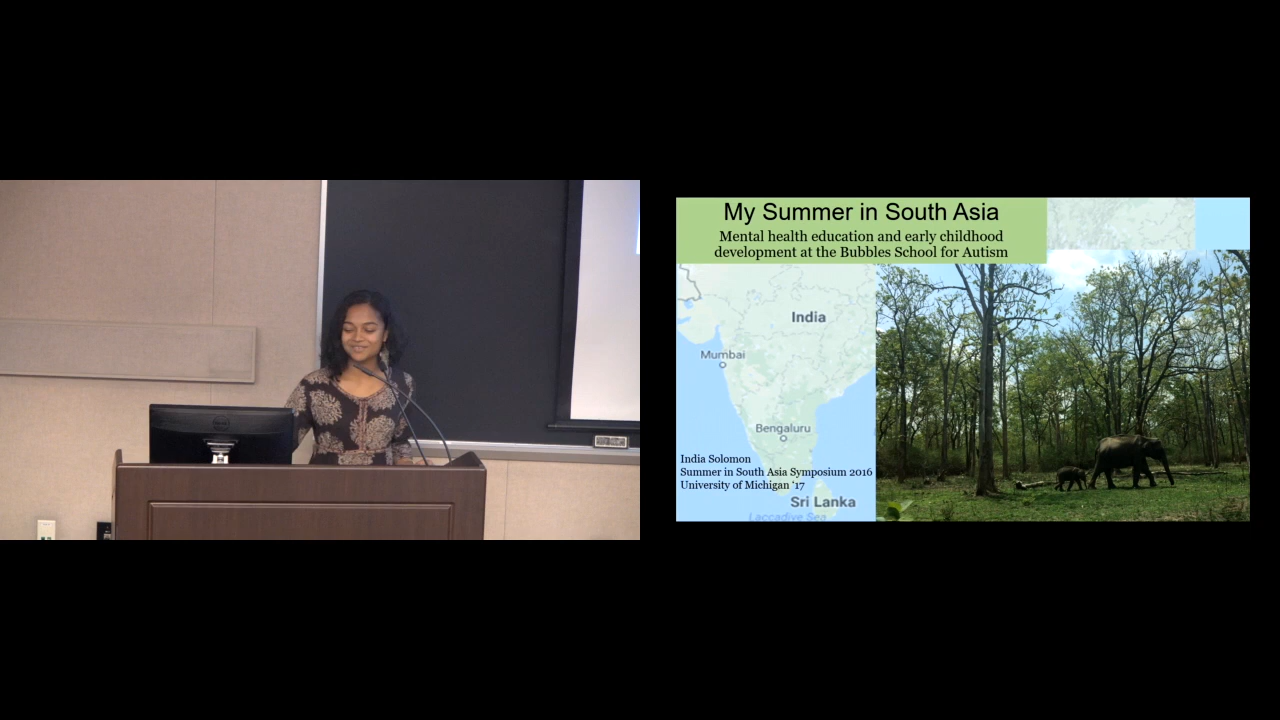 My Summer in South Asia
Mental health education and early childhood
development at the Bubbles School for Autism
India
Mumbai
Bengaluru
India Solomon
Summer in South Asia Symposium 2016
University of Michigan '17
Sri Lanka
Laccadive Sea